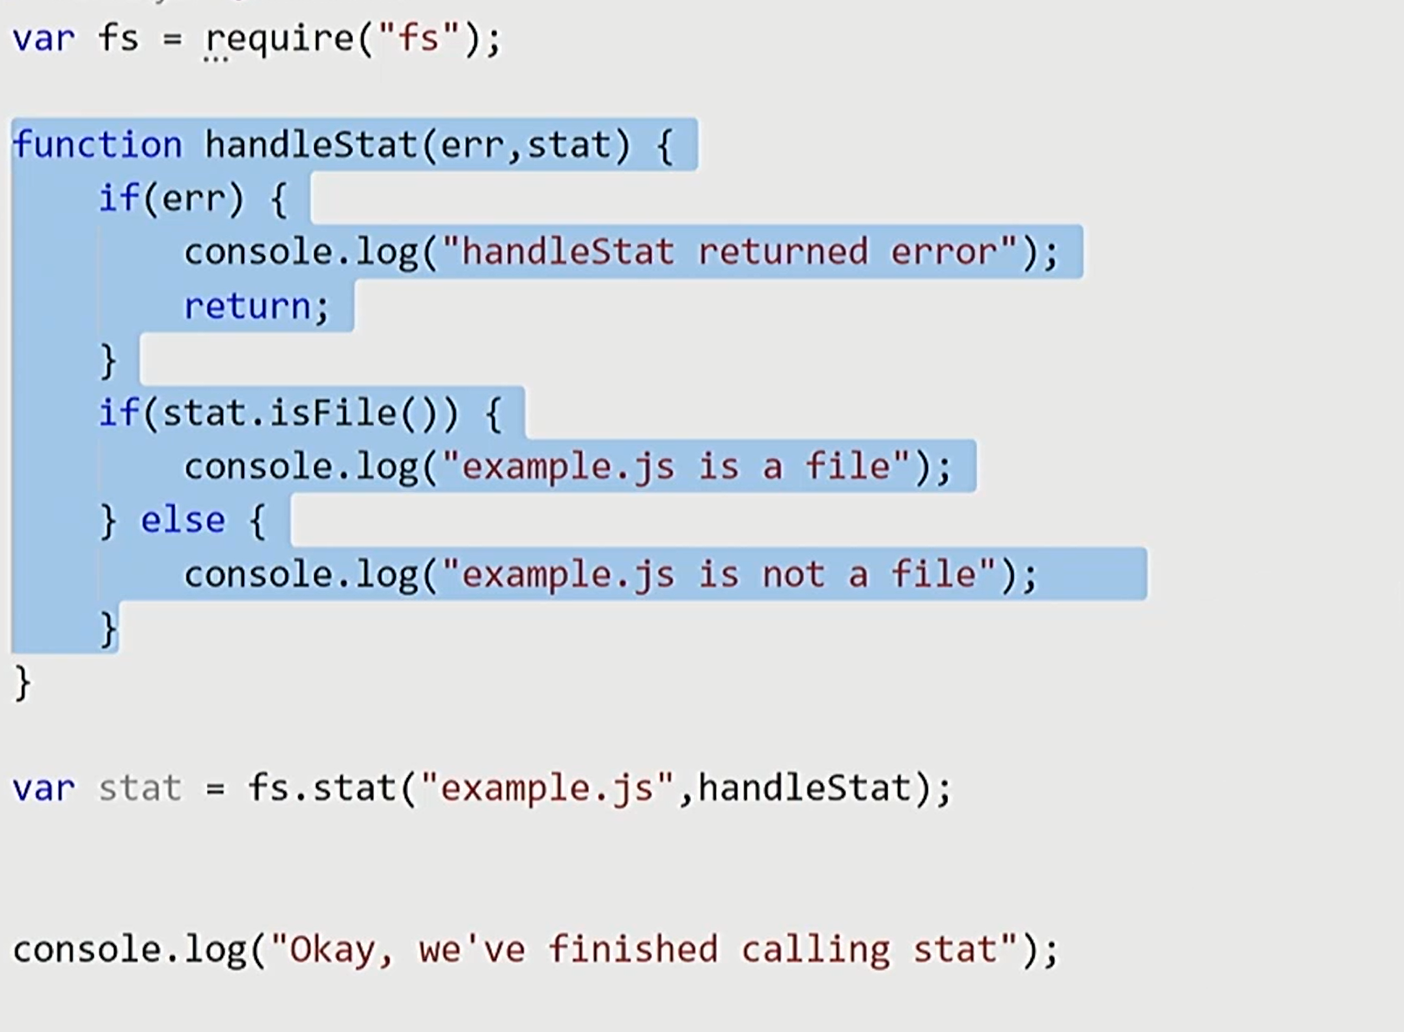 var fs = require("fs");
function handleStat(err,stat) {
if(err) {
console.log("handleStat returned error");
return;
}
if(stat.isFile()) {
console.log("example.js is a file");
} else {
console.log("example.js is not a file");
}
}
var stat = fs.stat("example.js",handleStat);
console.log("Okay, we've finished calling stat");